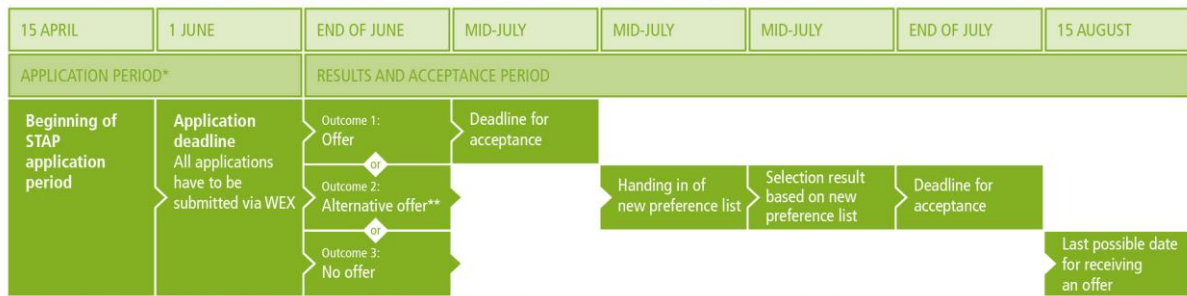 15 APRIL
1 JUNE
END OF JUNE
MID-JULY
MID-JULY
MID-JULY
END OF JULY
15 AUGUST
APPLICATION PERIOD*
RESULTS AND ACCEPTANCE PERIOD
Beginning of
STAP
application
period
Application
deadline
All applications
have to be
submitted via WEX
Outcome 1:
Offer
or
Outcome 2:
Alternative offer**
or
Outcome 3:
No offer
Deadline for
acceptance
Handing in of
new preference list
Selection result
based on new
preference list
Deadline for
acceptance
Last possible date
for receiving
an offer